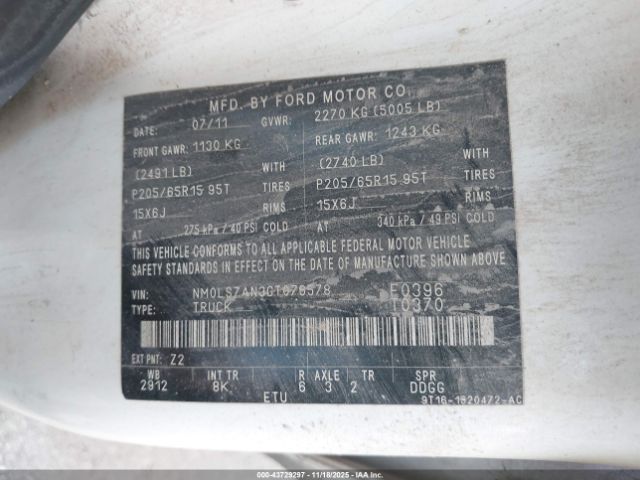 MFD. BY FORD MOTOR CO.
DATE: 07/11 GVWR: 2270 KG (5005 LB)
FRONT GAWR: 1130 KG REAR GAWR: 1243 KG
(2491 LB) WITH (2740 LB) WITH
P205/65R15 95T TIRES P205/65R15 95T TIRES
15X6J RIMS 15X6J RIMS
AT 275 kPa / 40 PSI COLD AT 340 kPa / 49 PSI COLD
THIS VEHICLE CONFORMS TO ALL APPLICABLE FEDERAL MOTOR VEHICLE
SAFETY STANDARDS IN EFFECT ON THE DATE OF MANUFACTURE SHOWN ABOVE
VIN: F0396
TYPE: TRUCK T0370
EXT PNT: Z2
WB INT TR R AXLE TR SPR
2912 8K 6 3 2 DDGG
ETU
9T16-1520472-AC
000-43729297 - 11/18/2025 - IAAI.COM